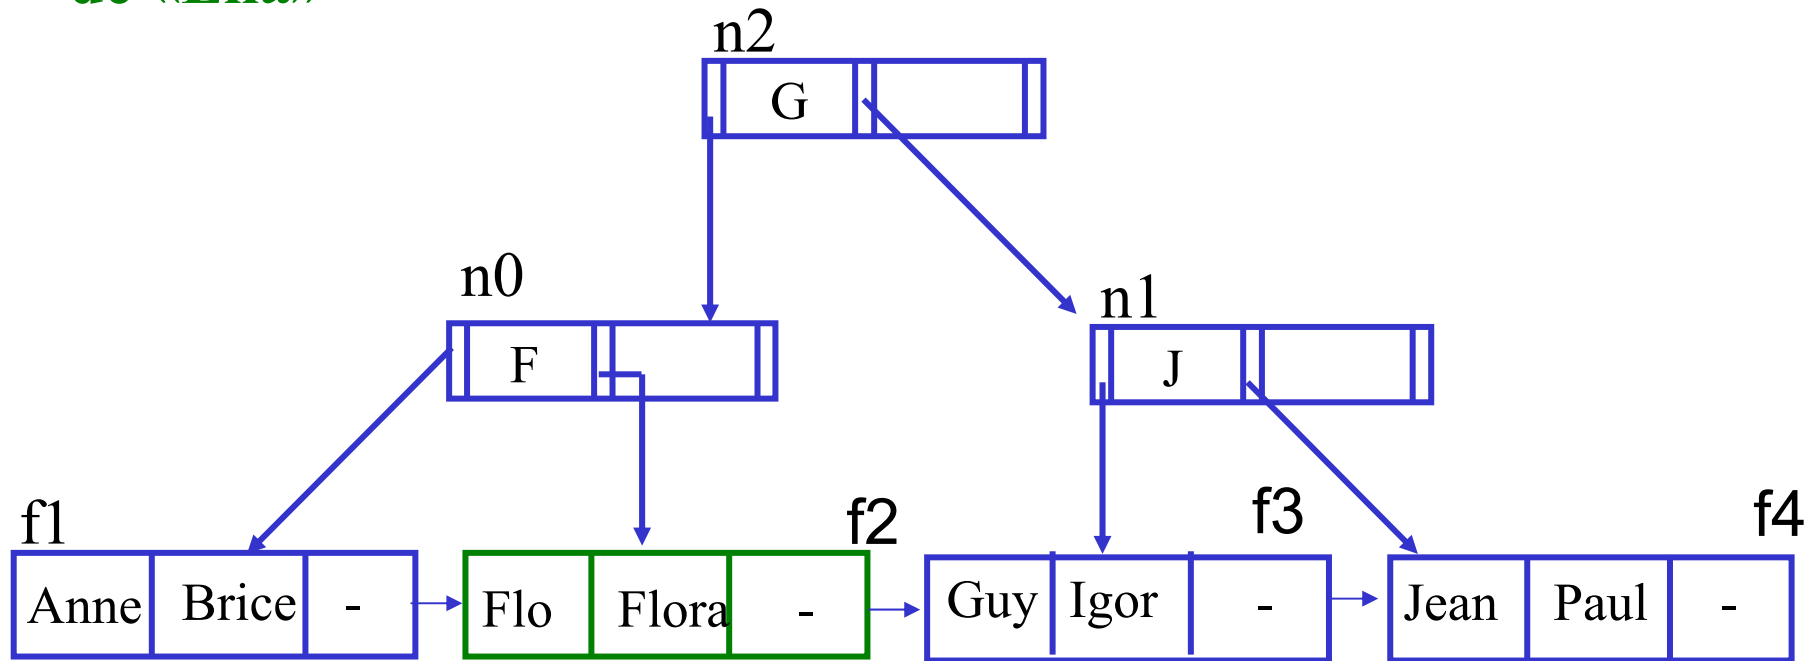 n2
G
n0
n1
F
J
f1
f2
f3
f4
Anne Brice - Flo Flora - Guy Igor - Jean Paul -